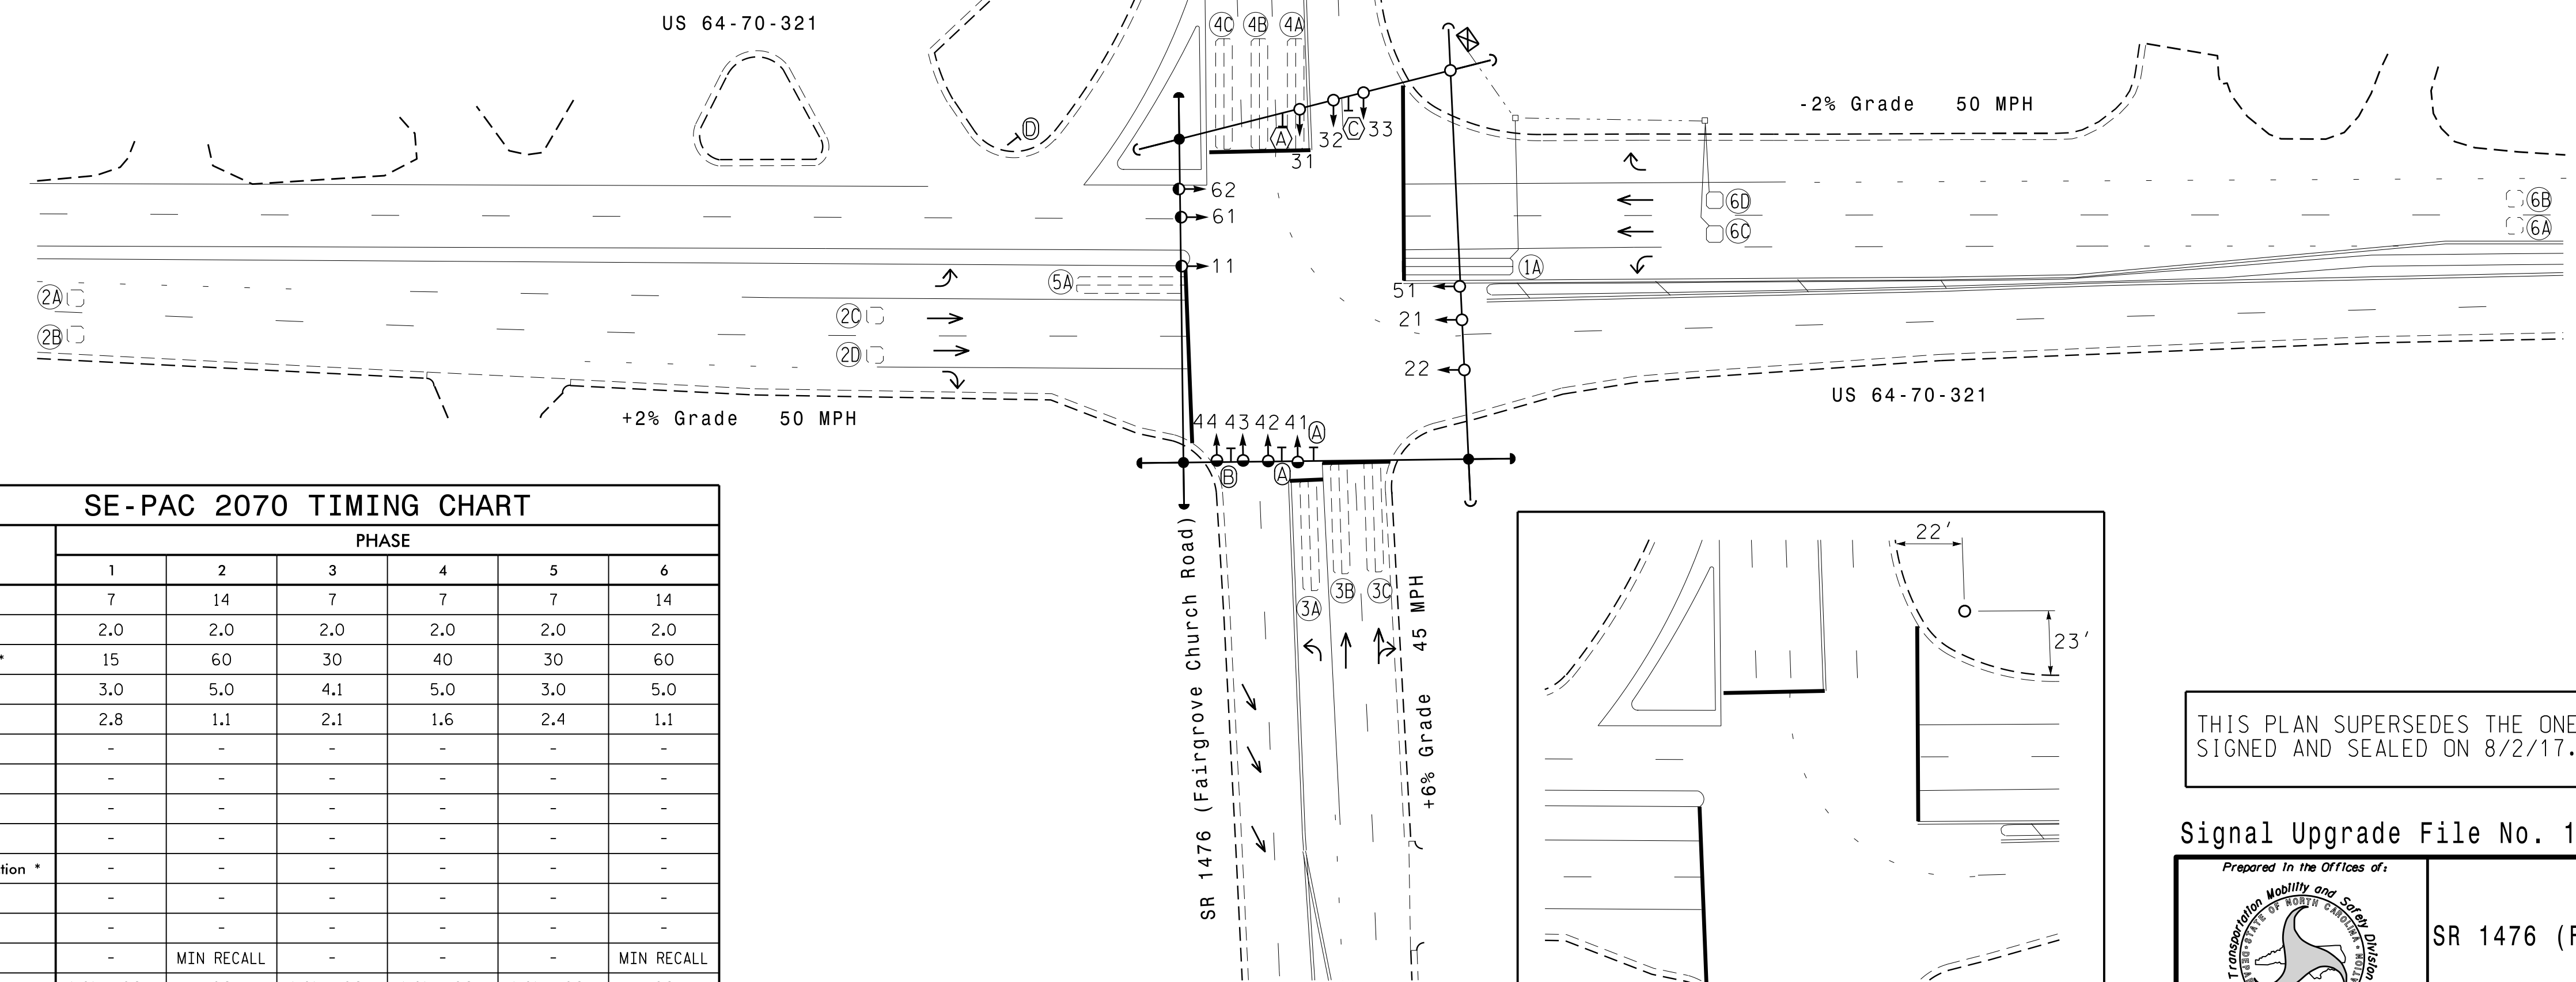 US 64-70-321
4C 4B 4A
-2% Grade 50 MPH
D
A 32 C 33
31
62
61
11
6D
6C
6B
6A
1A
5A
2A
2B
2C
2D
51
21
22
US 64-70-321
+2% Grade 50 MPH
44 43 42 41 A
B A
3A 3B 3C
SR 1476 (Fairgrove Church Road)
+6% Grade 45 MPH
SE-PAC 2070 TIMING CHART
PHASE
1 2 3 4 5 6
7 14 7 7 7 14
2.0 2.0 2.0 2.0 2.0 2.0
* 15 60 30 40 30 60
3.0 5.0 4.1 5.0 3.0 5.0
2.8 1.1 2.1 1.6 2.4 1.1
- - - - - -
- - - - - -
- - - - - -
- - - - - -
tion * - - - - - -
- - - - - -
- - - - - -
- MIN RECALL - - - MIN RECALL
22'
23'
THIS PLAN SUPERSEDES THE ONE
SIGNED AND SEALED ON 8/2/17.
Signal Upgrade File No. 1
Prepared in the Offices of:
Transportation Mobility and Safety Division
STATE OF NORTH CAROLINA
SR 1476 (F